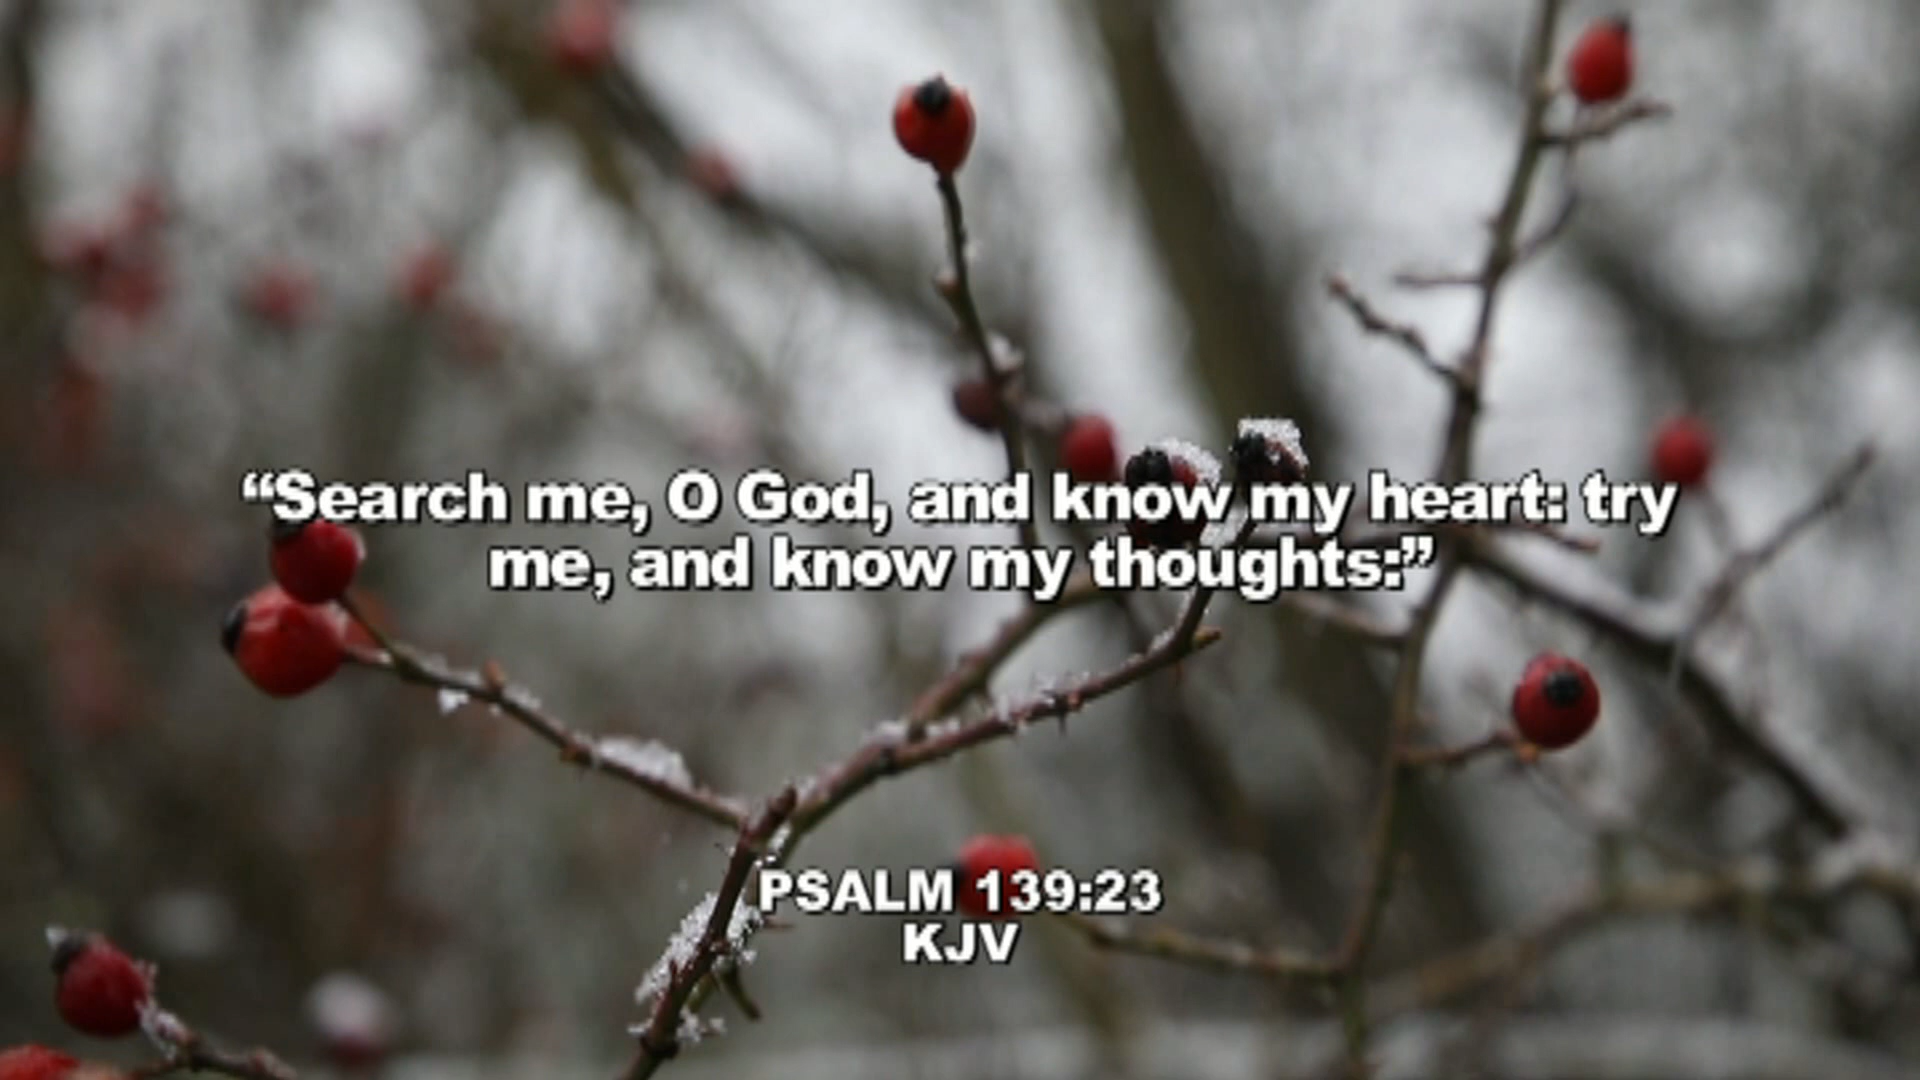 “Search me, O God, and know my heart: try
me, and know my thoughts:”
PSALM 139:23
KJV